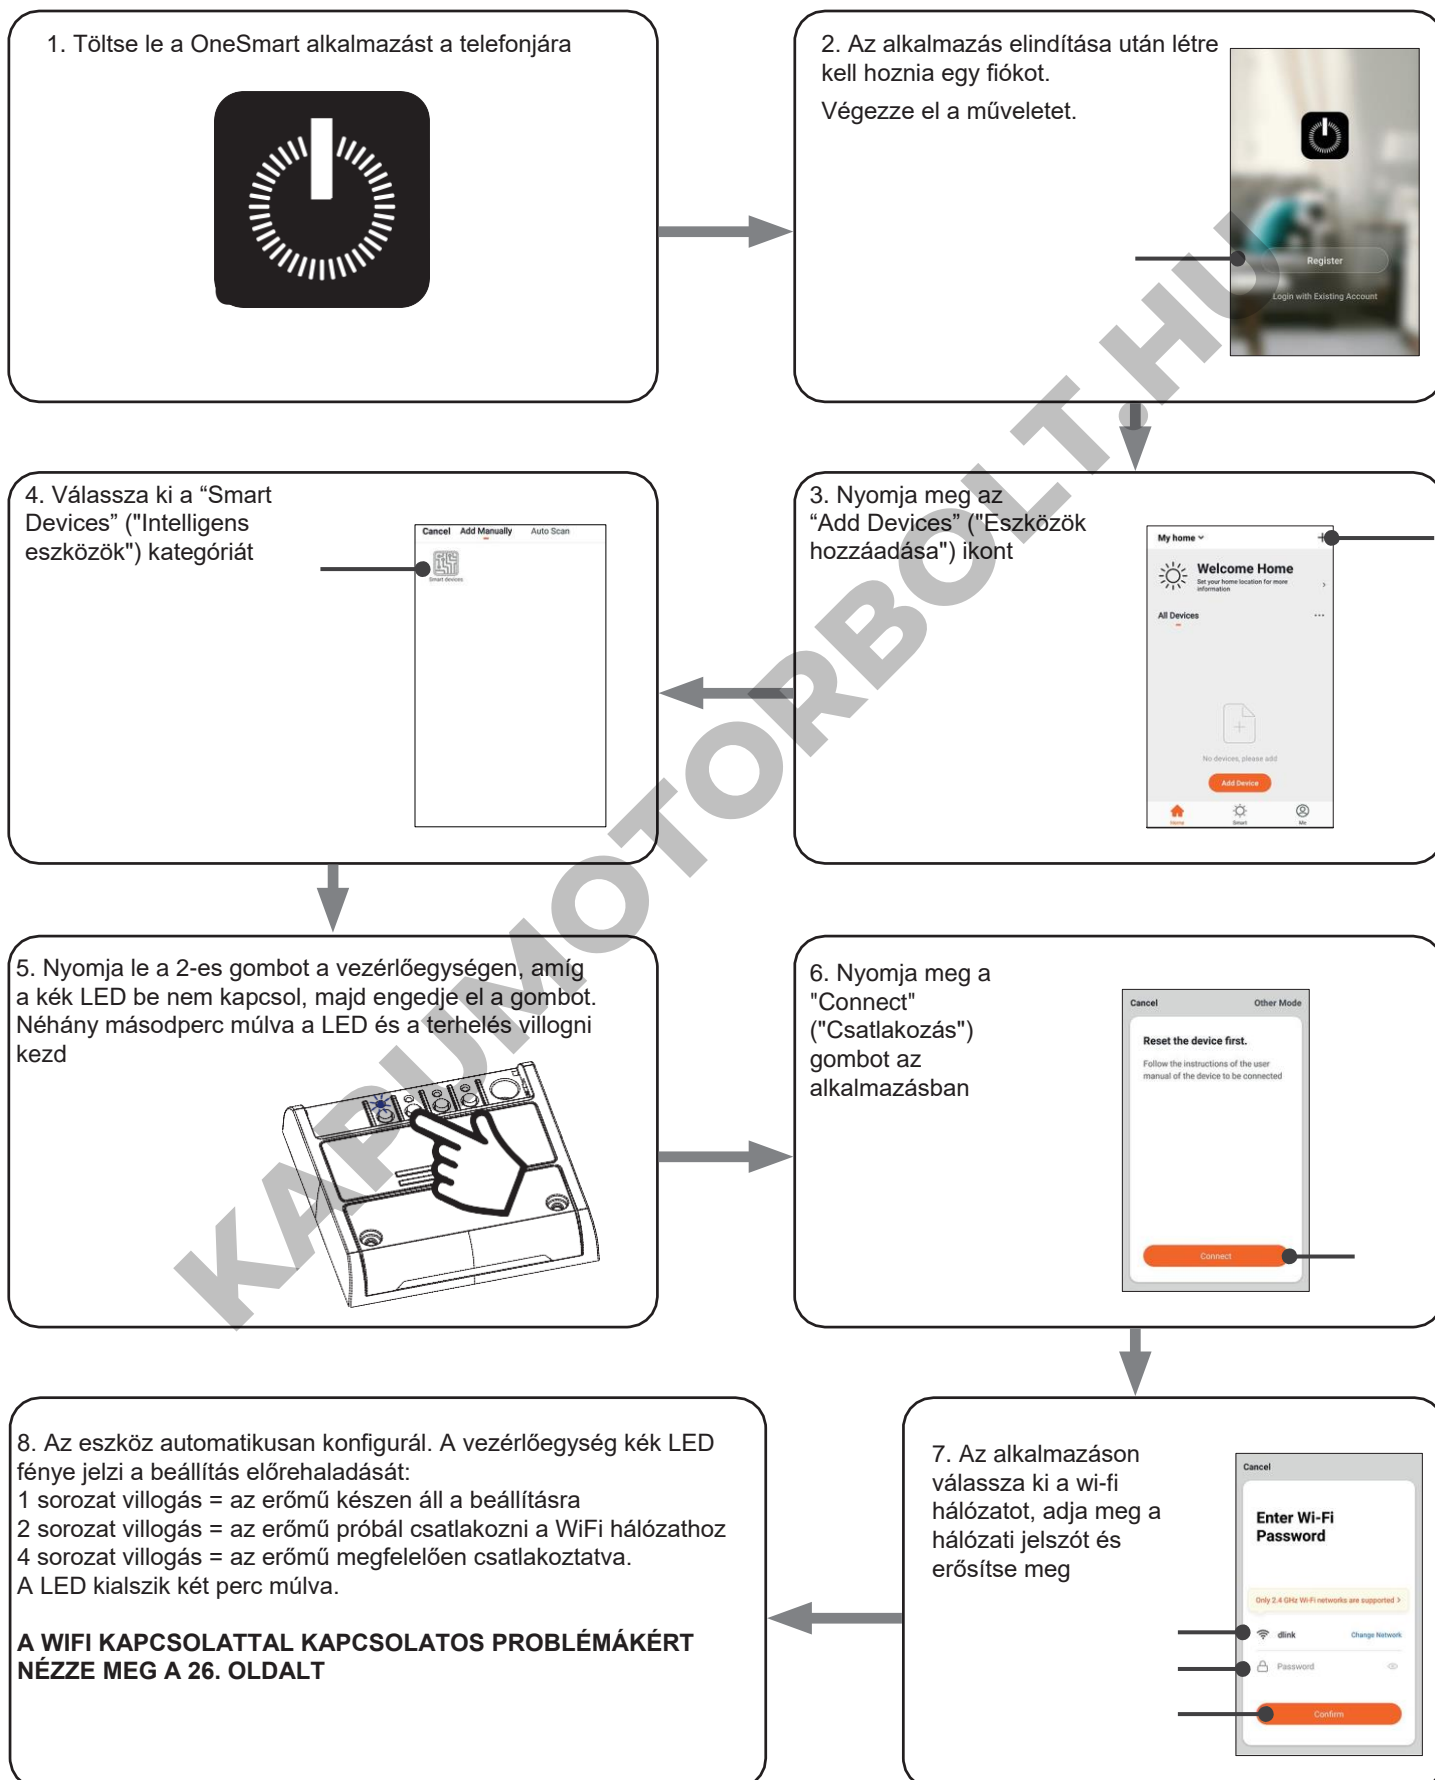 1. Töltse le a OneSmart alkalmazást a telefonjára
2. Az alkalmazás elindítása után létre
kell hoznia egy fiókot.
Végezze el a műveletet.
Register
Login with Existing Account
3. Nyomja meg az
“Add Devices” ("Eszközök
hozzáadása") ikont
My home
Welcome Home
Set your home location for more
information
All Devices
No devices, please add
Add Device
Home
Smart
Me
4. Válassza ki a “Smart
Devices” ("Intelligens
eszközök") kategóriát
Cancel Add Manually Auto Scan
Smart devices
5. Nyomja le a 2-es gombot a vezérlőegységen, amíg
a kék LED be nem kapcsol, majd engedje el a gombot.
Néhány másodperc múlva a LED és a terhelés villogni
kezd
6. Nyomja meg a
"Connect"
("Csatlakozás")
gombot az
alkalmazásban
Cancel Other Mode
Reset the device first.
Follow the instructions of the user
manual of the device to be connected
Connect
7. Az alkalmazáson
válassza ki a wi-fi
hálózatot, adja meg a
hálózati jelszót és
erősítse meg
Cancel
Enter Wi-Fi
Password
Only 2.4 GHz Wi-Fi networks are supported >
dlink Change Network
Password
Confirm
8. Az eszköz automatikusan konfigurál. A vezérlőegység kék LED
fénye jelzi a beállítás előrehaladását:
1 sorozat villogás = az erőmű készen áll a beállításra
2 sorozat villogás = az erőmű próbál csatlakozni a WiFi hálózathoz
4 sorozat villogás = az erőmű megfelelően csatlakoztatva.
A LED kialszik két perc múlva.
A WIFI KAPCSOLATTAL KAPCSOLATOS PROBLÉMÁKÉRT
NÉZZE MEG A 26. OLDALT
KAPUMOTORBOLT.HU